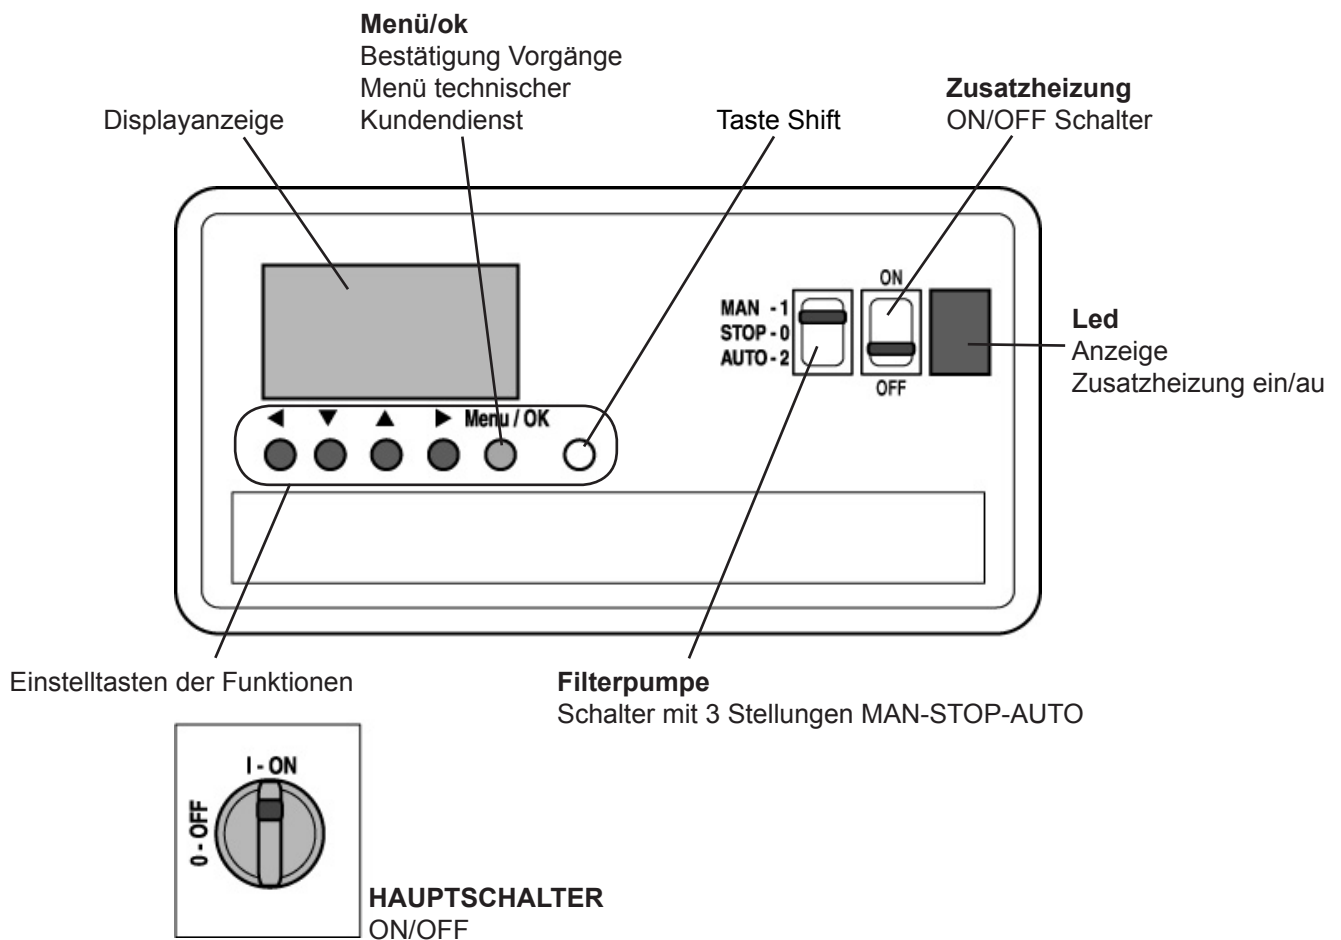 Menü/ok
Bestätigung Vorgänge
Menü technischer
Kundendienst
Displayanzeige
Taste Shift
Zusatzheizung
ON/OFF Schalter
ON
MAN - 1
STOP - 0
AUTO - 2
OFF
Led
Anzeige
Zusatzheizung ein/au
Menu / OK
Einstelltasten der Funktionen
Filterpumpe
Schalter mit 3 Stellungen MAN-STOP-AUTO
I - ON
0 - OFF
HAUPTSCHALTER
ON/OFF